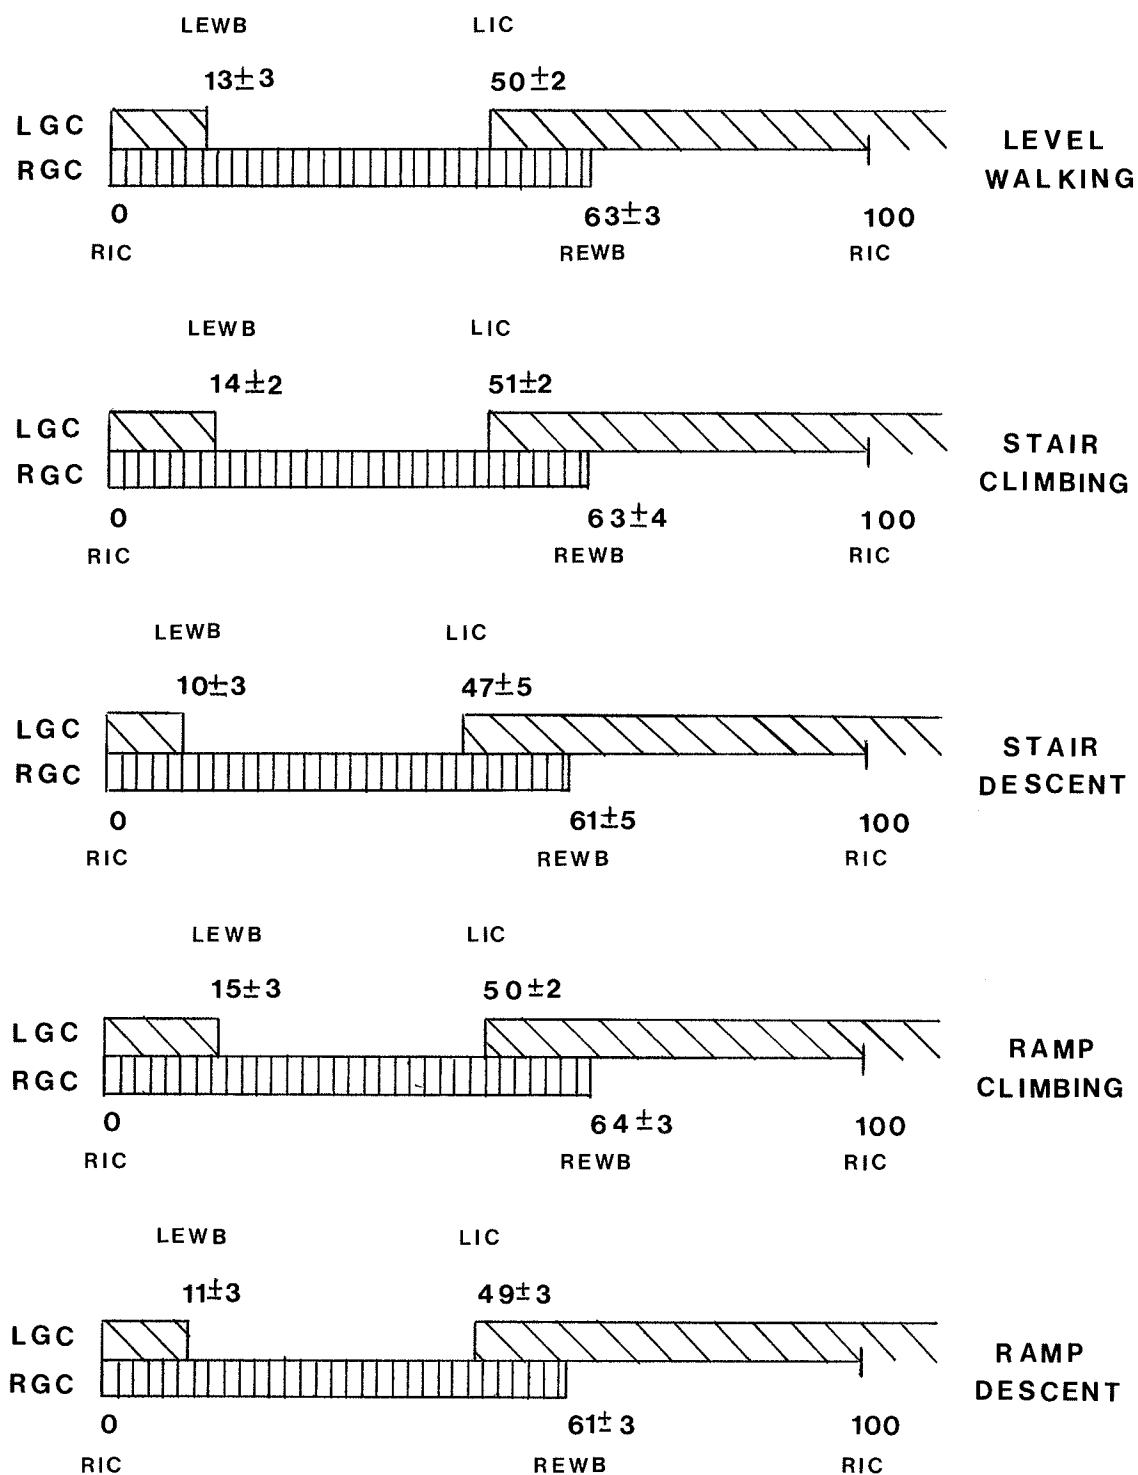 LEWB LIC
13±3 50±2
LGC
RGC
LEVEL
WALKING
0 63±3 100
RIC REWB RIC
LEWB LIC
14±2 51±2
LGC
RGC
STAIR
CLIMBING
0 63±4 100
RIC REWB RIC
LEWB LIC
10±3 47±5
LGC
RGC
STAIR
DESCENT
0 61±5 100
RIC REWB RIC
LEWB LIC
15±3 50±2
LGC
RGC
RAMP
CLIMBING
0 64±3 100
RIC REWB RIC
LEWB LIC
11±3 49±3
LGC
RGC
RAMP
DESCENT
0 61±3 100
RIC REWB RIC